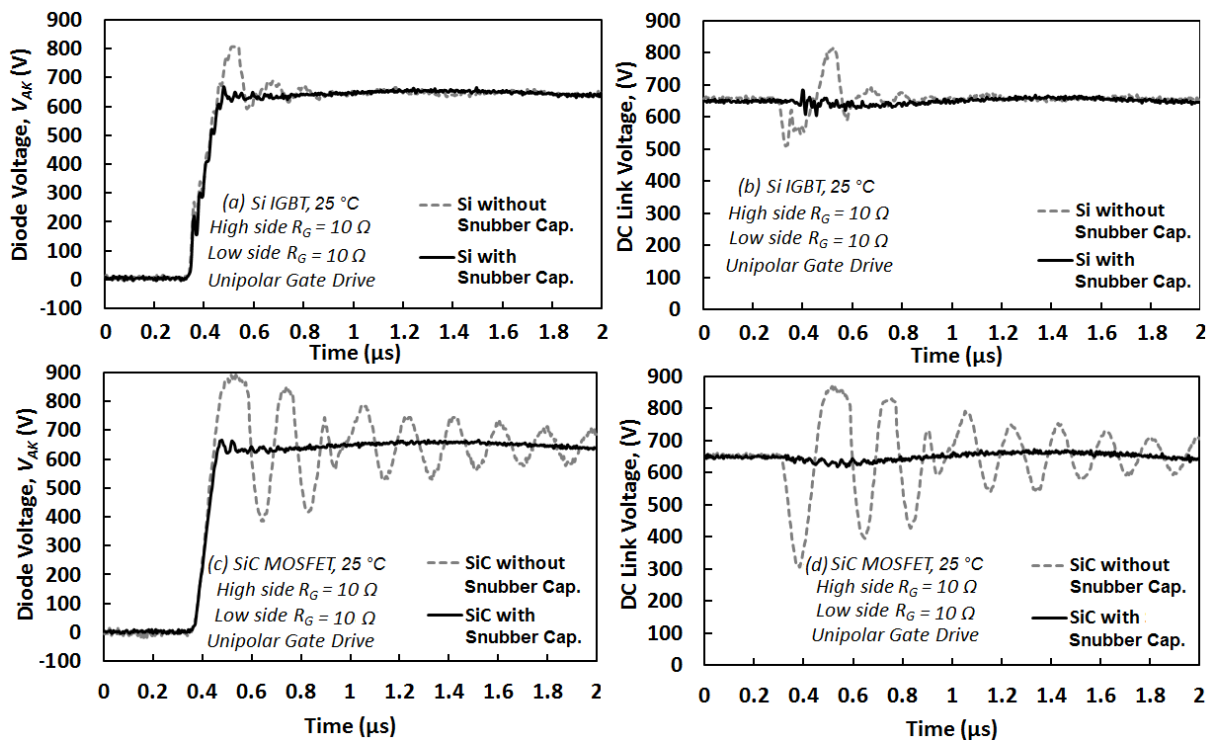 900
800
700
600
500
400
300
200
100
0
-100
Diode Voltage, VAK (V)
(a) Si IGBT, 25 °C
High side RG = 10 Ω
Low side RG = 10 Ω
Unipolar Gate Drive
Si without
Snubber Cap.
Si with
Snubber Cap.
0 0.2 0.4 0.6 0.8 1 1.2 1.4 1.6 1.8 2
Time (µs)
900
800
700
600
500
400
300
200
100
0
DC Link Voltage, (V)
(b) Si IGBT, 25 °C
High side RG = 10 Ω
Low side RG = 10 Ω
Unipolar Gate Drive
Si without
Snubber Cap.
Si with
Snubber Cap.
0 0.2 0.4 0.6 0.8 1 1.2 1.4 1.6 1.8 2
Time (µs)
900
800
700
600
500
400
300
200
100
0
-100
Diode Voltage, VAK (V)
(c) SiC MOSFET, 25 °C
High side RG = 10 Ω
Low side RG = 10 Ω
Unipolar Gate Drive
SiC without
Snubber Cap.
SiC with
Snubber Cap.
0 0.2 0.4 0.6 0.8 1 1.2 1.4 1.6 1.8 2
Time (µs)
900
800
700
600
500
400
300
200
100
0
DC Link Voltage, (V)
(d) SiC MOSFET, 25 °C
High side RG = 10 Ω
Low side RG = 10 Ω
Unipolar Gate Drive
SiC without
Snubber Cap.
SiC with
Snubber Cap.
0 0.2 0.4 0.6 0.8 1 1.2 1.4 1.6 1.8 2
Time (µs)